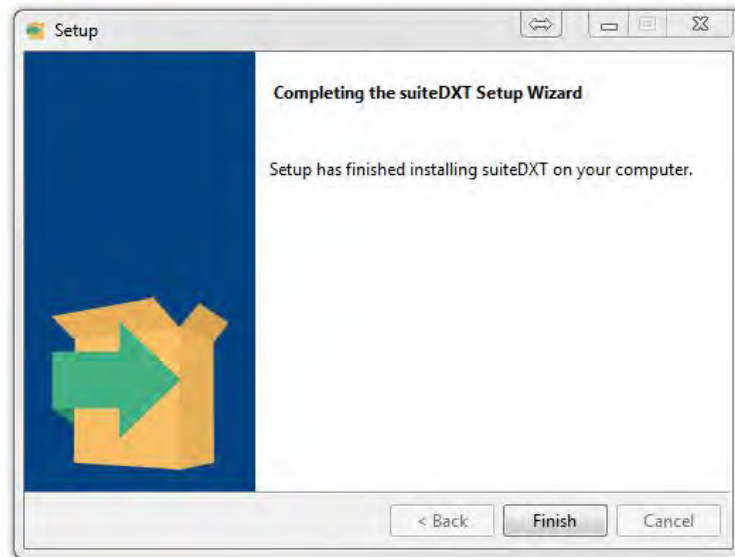 Setup
Completing the suiteDXT Setup Wizard
Setup has finished installing suiteDXT on your computer.
< Back
Finish
Cancel